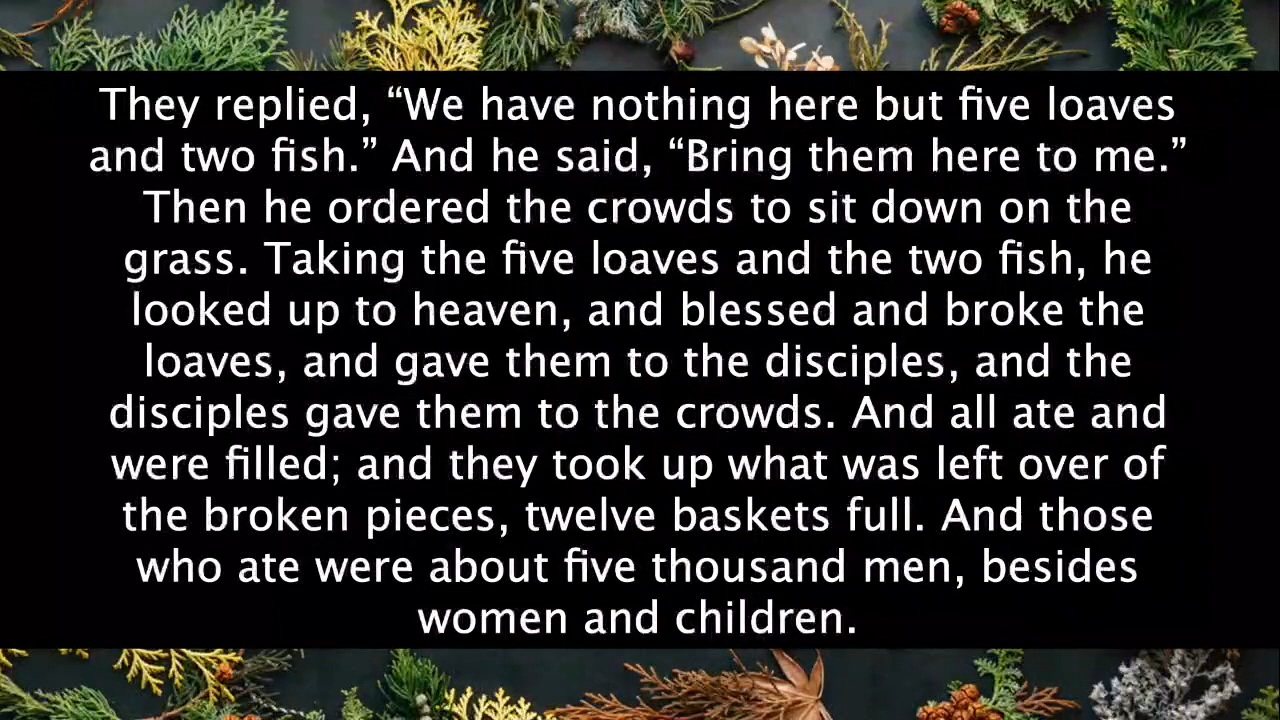 They replied, “We have nothing here but five loaves
and two fish.” And he said, “Bring them here to me.”
Then he ordered the crowds to sit down on the
grass. Taking the five loaves and the two fish, he
looked up to heaven, and blessed and broke the
loaves, and gave them to the disciples, and the
disciples gave them to the crowds. And all ate and
were filled; and they took up what was left over of
the broken pieces, twelve baskets full. And those
who ate were about five thousand men, besides
women and children.